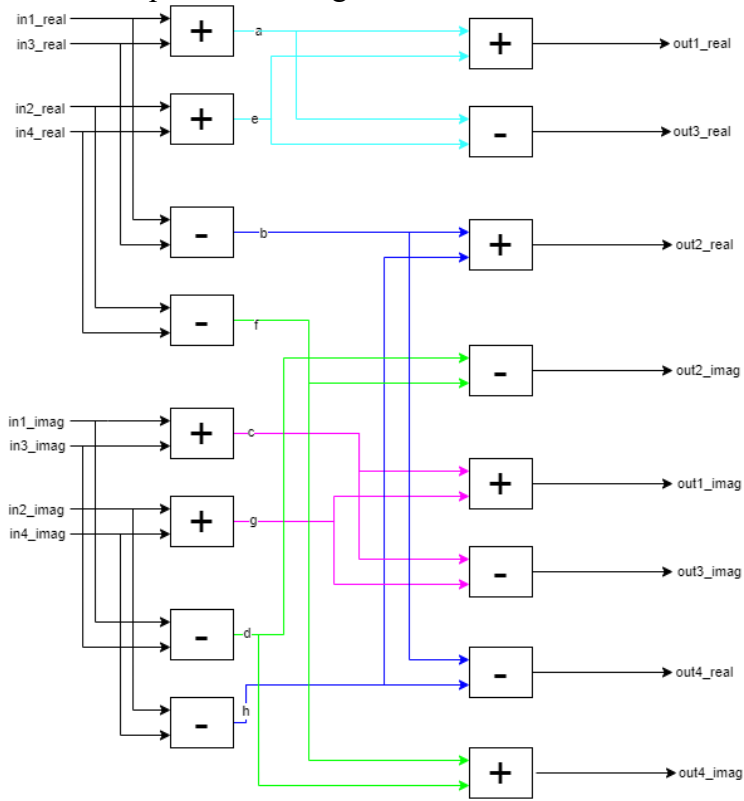 in1_real
+
a
+
out1_real
in3_real
in2_real
+
e
-
out3_real
in4_real
-
b
+
out2_real
-
f
-
out2_imag
in1_imag
+
c
in3_imag
+
out1_imag
in2_imag
+
g
in4_imag
-
out3_imag
-
d
-
out4_real
-
h
+
out4_imag